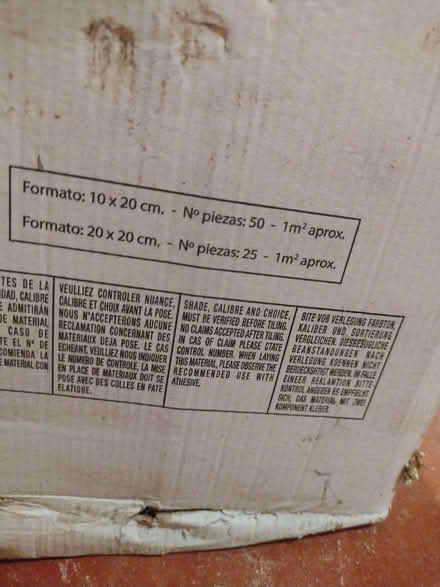 Formato: 10 x 20 cm. - Nº piezas: 50 - 1m² aprox.
Formato: 20 x 20 cm. - Nº piezas: 25 - 1m² aprox.
TES DE LA
DAD, CALIBRE
E ADMITIRÁN
DE MATERIAL
CASO D
TE EL Nº DE
COMIENDA LA
E MATERIAL CON
VEUILLEZ CONTROLER NUANCE,
CALIBRE ET CHOIX AVANT LA POSE.
NOUS N'ACCEPTERONS AUCUNE
RECLAMATION CONCERNANT DES
MATERIAUX DEJA POSE. LE CAS
ECHEANT, VEUILLEZ NOUS INDIQUER
LE NUMÉRO DE CONTROLE, LA MISE
EN PLACE DE MATERIAUX DOIT SE
POSE AVEC DES COLLES EN PATE
ELATIQUE.
SHADE, CALIBRE AND CHOICE,
MUST BE VERIFIED BEFORE TILING.
NO CLAIMS ACCEPTED AFTER TILING.
IN CAS OF CLAIM PLEASE STATE
CONTROL NUMBER. WHEN LAYING
THIS MATERIAL, PLEASE OBSERVE THE
RECOMMENDED USE WITH
ATHESIVE.
BITE VOR VERLEGUNG FARBTON,
KALIBER UND SORTIERUNG
VERGLEICHEN. DIESBEZÜGLICHE
BEANSTANDUNGEN NACH
VERLEGUNG KOENNEN NICHT
BERUECKSHTIGT WERDEN. IM FALLE
EINEER REKLAMTION BITTE-
KONTROL ANGEBEN ES EMPFIEHLT
SICH, DAS MATERIAL MIT ZWEI
KOMPONENT KLEBER.